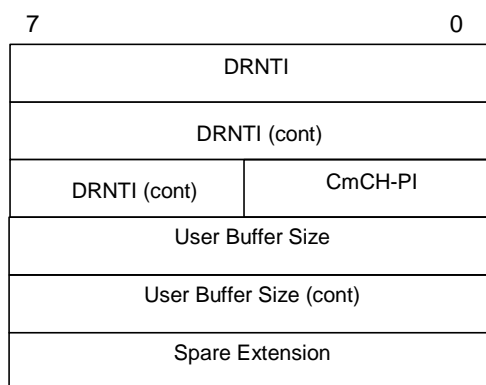 7 0
DRNTI
DRNTI (cont)
DRNTI (cont) CmCH-PI
User Buffer Size
User Buffer Size (cont)
Spare Extension